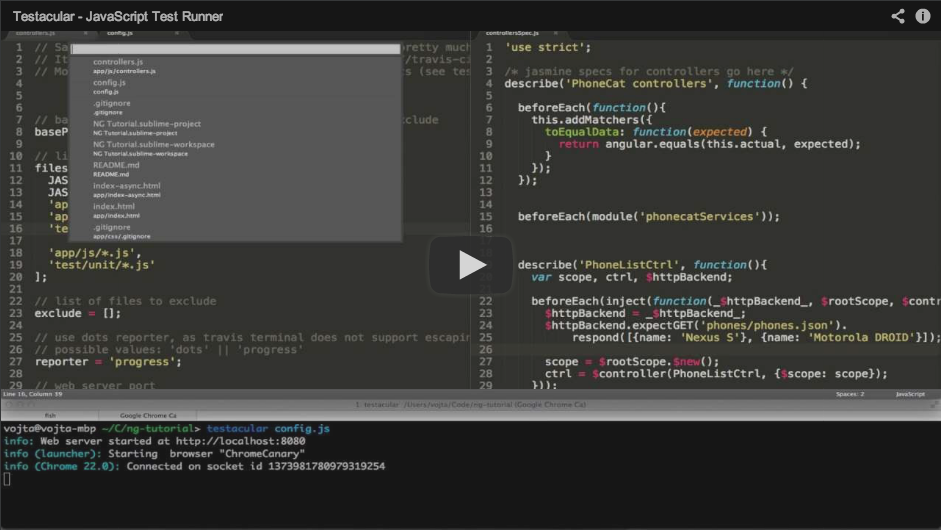 Testacular - JavaScript Test Runner
controllers.js
config.js
1 // Sa
2 // It
3 // Mo
4
5
6
7 // ba
8 baseP
9
10 // li
11 files
12 JAS
13 JAS
14 'ap
15 'ap
16 'te
17
18 'app/js/*.js',
19 'test/unit/*.js'
20 ];
21
22 // list of files to exclude
23 exclude = [];
24
25 // use dots reporter, as travis terminal does not support escapin
26 // possible values: 'dots' || 'progress'
27 reporter = 'progress';
28
29 // web server port
retty much
/travis-ci
s (see tes
clude
controllers.js
app/js/controllers.js
config.js
config.js
.gitignore
.gitignore
NG Tutorial.sublime-project
NG Tutorial.sublime-project
NG Tutorial.sublime-workspace
NG Tutorial.sublime-workspace
README.md
README.md
index-async.html
app/index-async.html
index.html
app/index.html
.gitignore
app/css/.gitignore
controllersSpec.js
1 'use strict';
2
3 /* jasmine specs for controllers go here */
4 describe('PhoneCat controllers', function() {
5
6 beforeEach(function(){
7 this.addMatchers({
8 toEqualData: function(expected) {
9 return angular.equals(this.actual, expected);
10 }
11 });
12 });
13
14
15 beforeEach(module('phonecatServices'));
16
17
18
19 describe('PhoneListCtrl', function(){
20 var scope, ctrl, $httpBackend;
21
22 beforeEach(inject(function(_$httpBackend_, $rootScope, $contr
23 $httpBackend = _$httpBackend_;
24 $httpBackend.expectGET('phones/phones.json').
25 respond([{name: 'Nexus S'}, {name: 'Motorola DROID'}]);
26
27 scope = $rootScope.$new();
28 ctrl = $controller(PhoneListCtrl, {$scope: scope});
29 }));
Line 16, Column 39
Spaces: 2
JavaScript
1. testacular /Users/vojta/Code/ng-tutorial (Google Chrome Ca)
Fish
Google Chrome Ca
vojta@vojta-mbp ~/C/ng-tutorial> testacular config.js
info: Web server started at http://localhost:8080
info (launcher): Starting browser "ChromeCanary"
info (Chrome 22.0): Connected on socket id 1373981780979319254